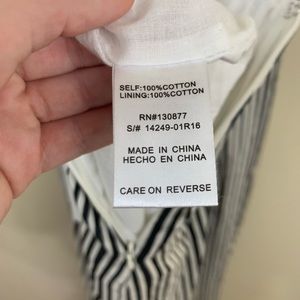 SELF:100%COTTON
LINING:100%COTTON
RN#130877
S/# 14249-01R16
MADE IN CHINA
HECHO EN CHINA
CARE ON REVERSE